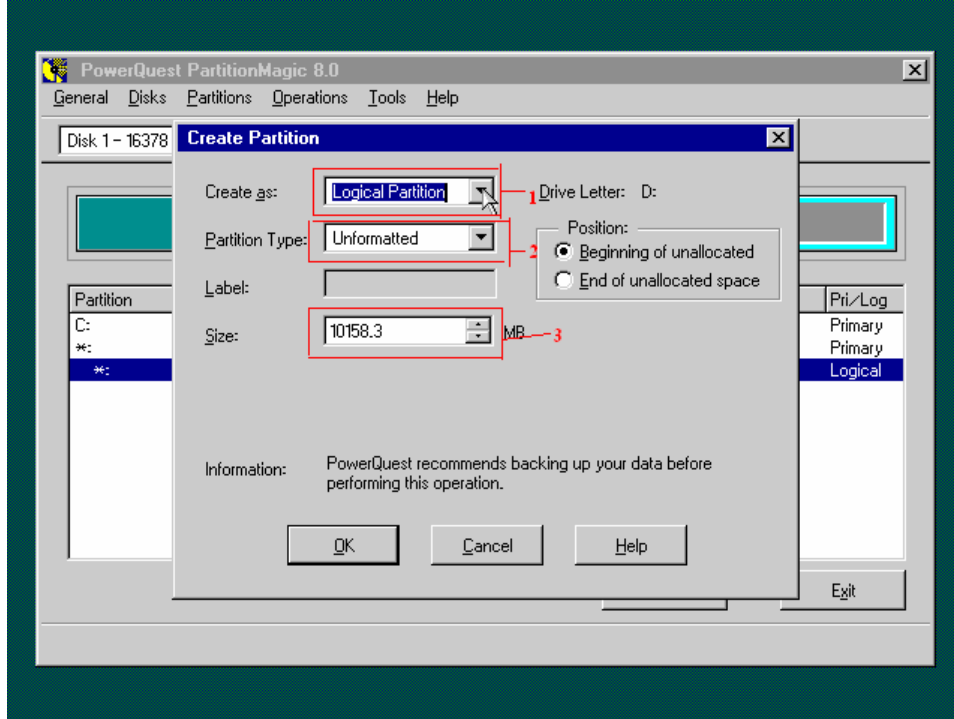 PowerQuest PartitionMagic 8.0
General Disks Partitions Operations Tools Help
Disk 1 - 16378
Create Partition
Create as: Logical Partition 1 Drive Letter: D:
Partition Type: Unformatted 2
Position:
Beginning of unallocated
End of unallocated space
Label:
Size: 10158.3 MB 3
Partition Pri/Log
C: Primary
*: Primary
*: Logical
Information: PowerQuest recommends backing up your data before
performing this operation.
OK Cancel Help
Exit